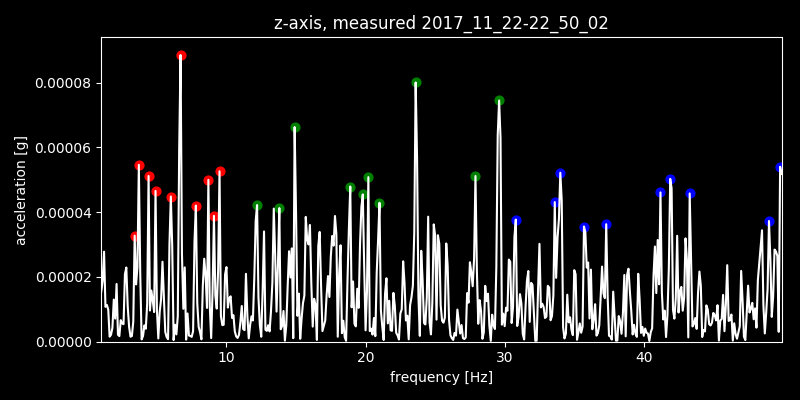 z-axis, measured 2017_11_22-22_50_02
acceleration [g]
0.00008
0.00006
0.00004
0.00002
0.00000
10 20 30 40
frequency [Hz]